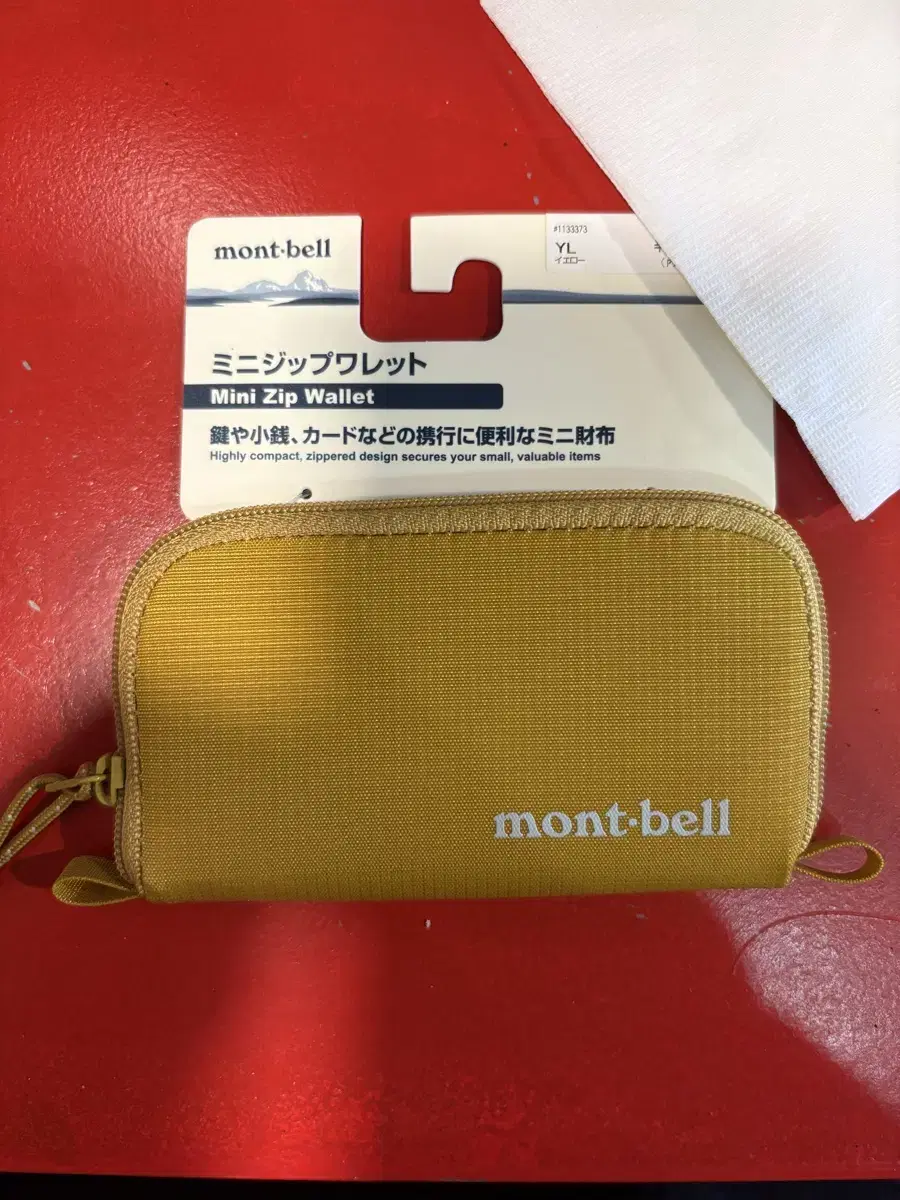 mont·bell
#1133373
YL
イエロー
ミニジップワレット
Mini Zip Wallet
鍵や小銭、カードなどの携行に便利なミニ財布
Highly compact, zippered design secures your small, valuable items
mont·bell